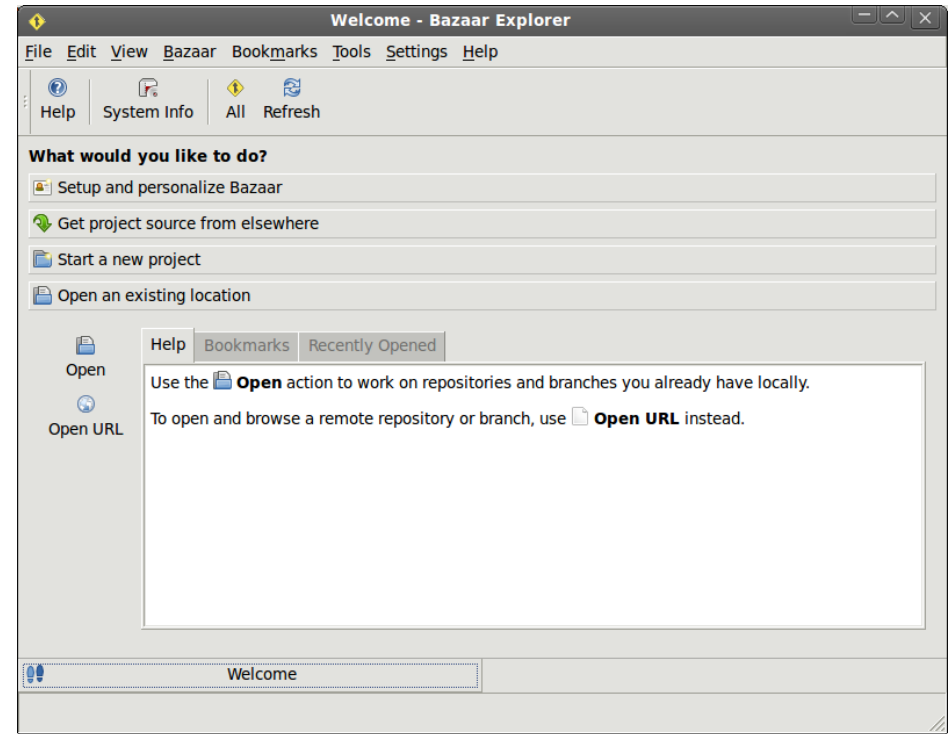 Welcome - Bazaar Explorer
File Edit View Bazaar Bookmarks Tools Settings Help
Help System Info All Refresh
What would you like to do?
Setup and personalize Bazaar
Get project source from elsewhere
Start a new project
Open an existing location
Open
Open URL
Help Bookmarks Recently Opened
Use the Open action to work on repositories and branches you already have locally.
To open and browse a remote repository or branch, use Open URL instead.
Welcome